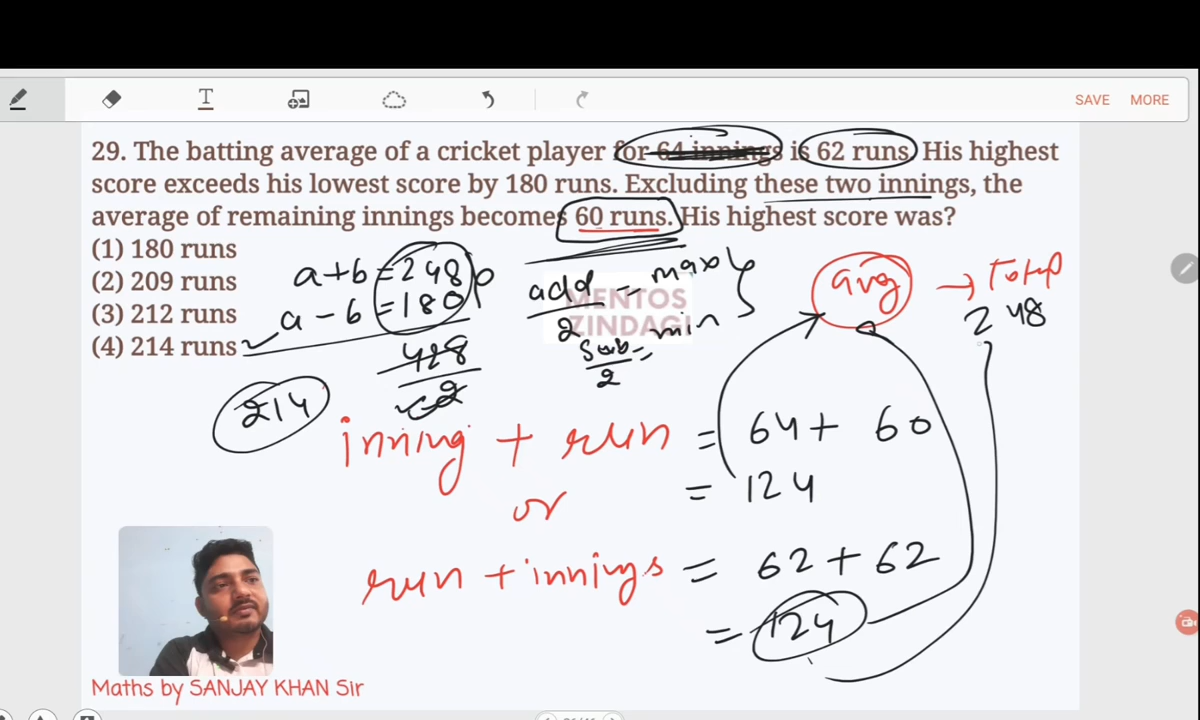 T
SAVE MORE
29. The batting average of a cricket player for 64 innings is 62 runs. His highest
score exceeds his lowest score by 180 runs. Excluding these two innings, the
average of remaining innings becomes 60 runs. His highest score was?
(1) 180 runs
(2) 209 runs
(3) 212 runs
(4) 214 runs
a+b=248
a-b=180
428
2
214
add/2 = max
Sub/2 = min
MENTOS
ZINDAGI
avg → Total
248
inning + run = 64+ 60
= 124
or
run + innings = 62 + 62
= 124
Maths by SANJAY KHAN Sir